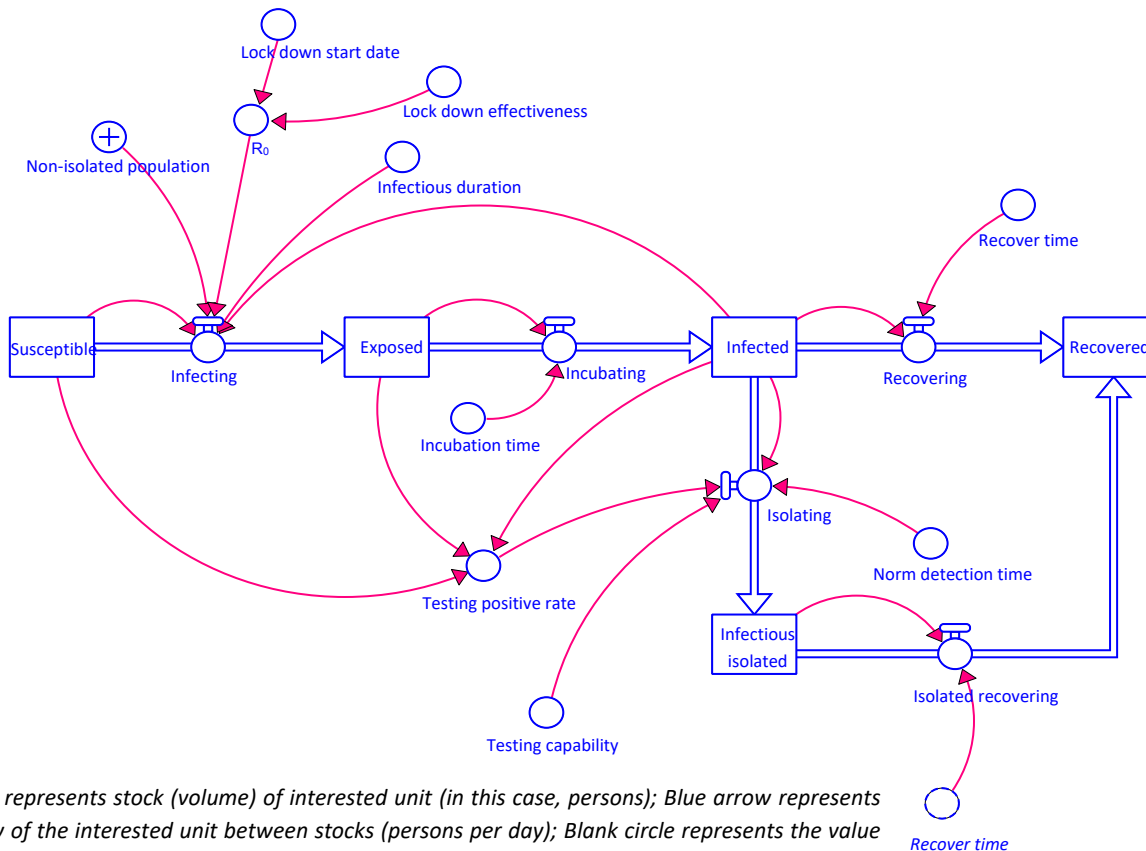 Lock down start date
Lock down effectiveness
R₀
Non-isolated population
Infectious duration
Recover time
Susceptible
Exposed
Infected
Recovered
Infecting
Incubating
Recovering
Incubation time
Isolating
Norm detection time
Testing positive rate
Infectious
isolated
Isolated recovering
Testing capability
represents stock (volume) of interested unit (in this case, persons); Blue arrow represents
of the interested unit between stocks (persons per day); Blank circle represents the value
Recover time